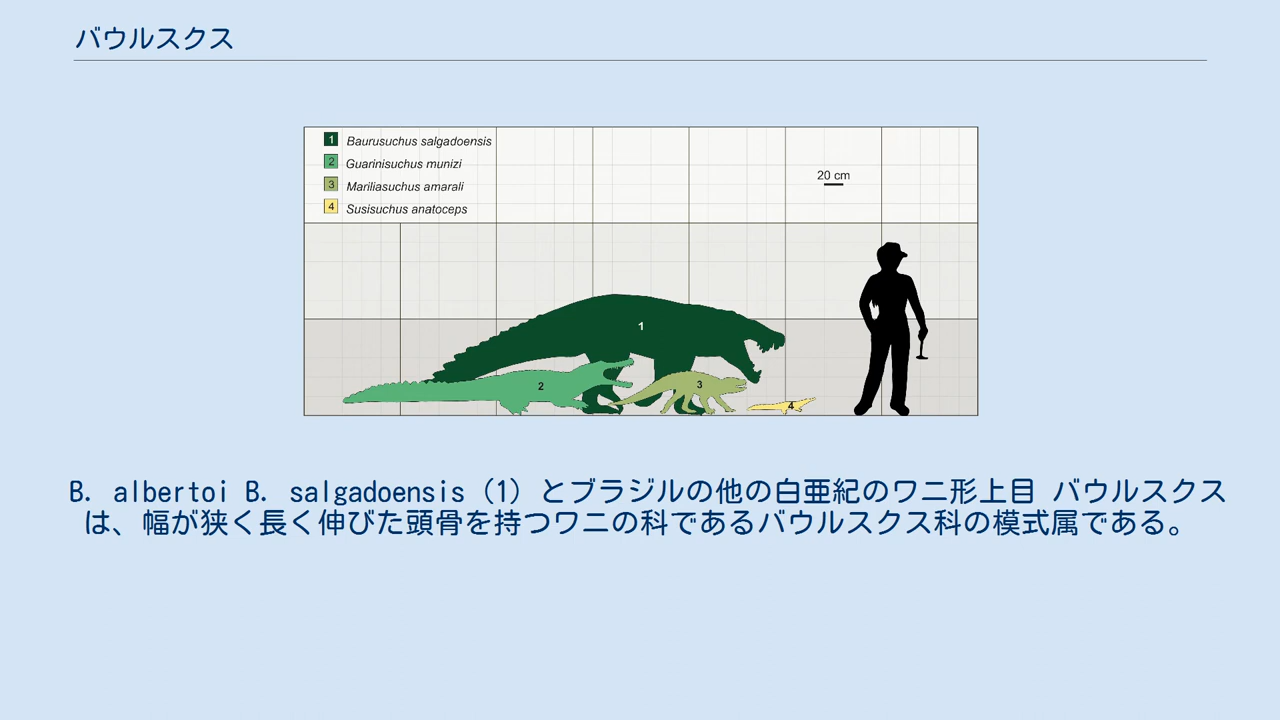 バウルスクス
1 Baurusuchus salgadoensis
2 Guarinisuchus munizi
3 Mariliasuchus amarali
4 Susisuchus anatoceps
20 cm
1
2
3
4
B. albertoi B. salgadoensis（1）とブラジルの他の白亜紀のワニ形上目 バウルスクス
は、幅が狭く長く伸びた頭骨を持つワニの科であるバウルスクス科の模式属である。